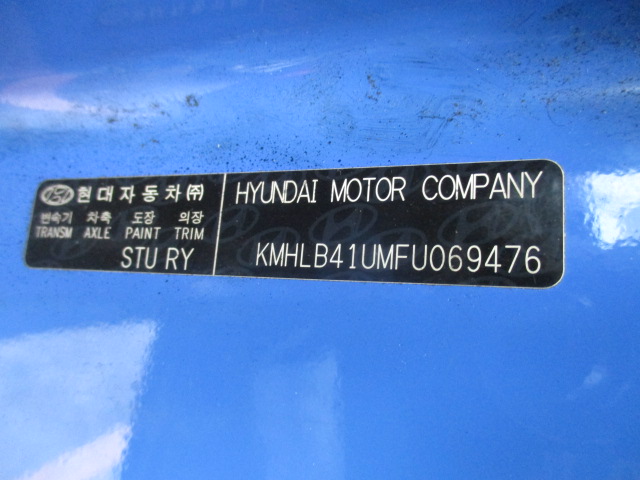 현대자동차(주)
변속기 차축 도장 의장
TRANSM AXLE PAINT TRIM
STU RY
HYUNDAI MOTOR COMPANY
KMHLB41UMFU069476